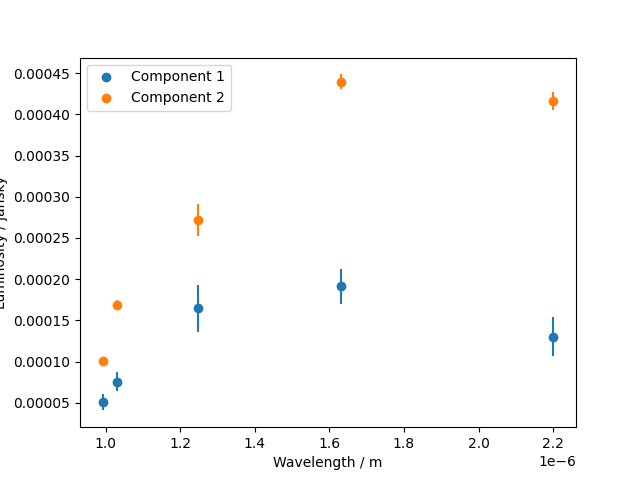 Component 1
Component 2
0.00045
0.00040
0.00035
0.00030
0.00025
0.00020
0.00015
0.00010
0.00005
Luminosity / Jansky
1.0 1.2 1.4 1.6 1.8 2.0 2.2
1e−6
Wavelength / m